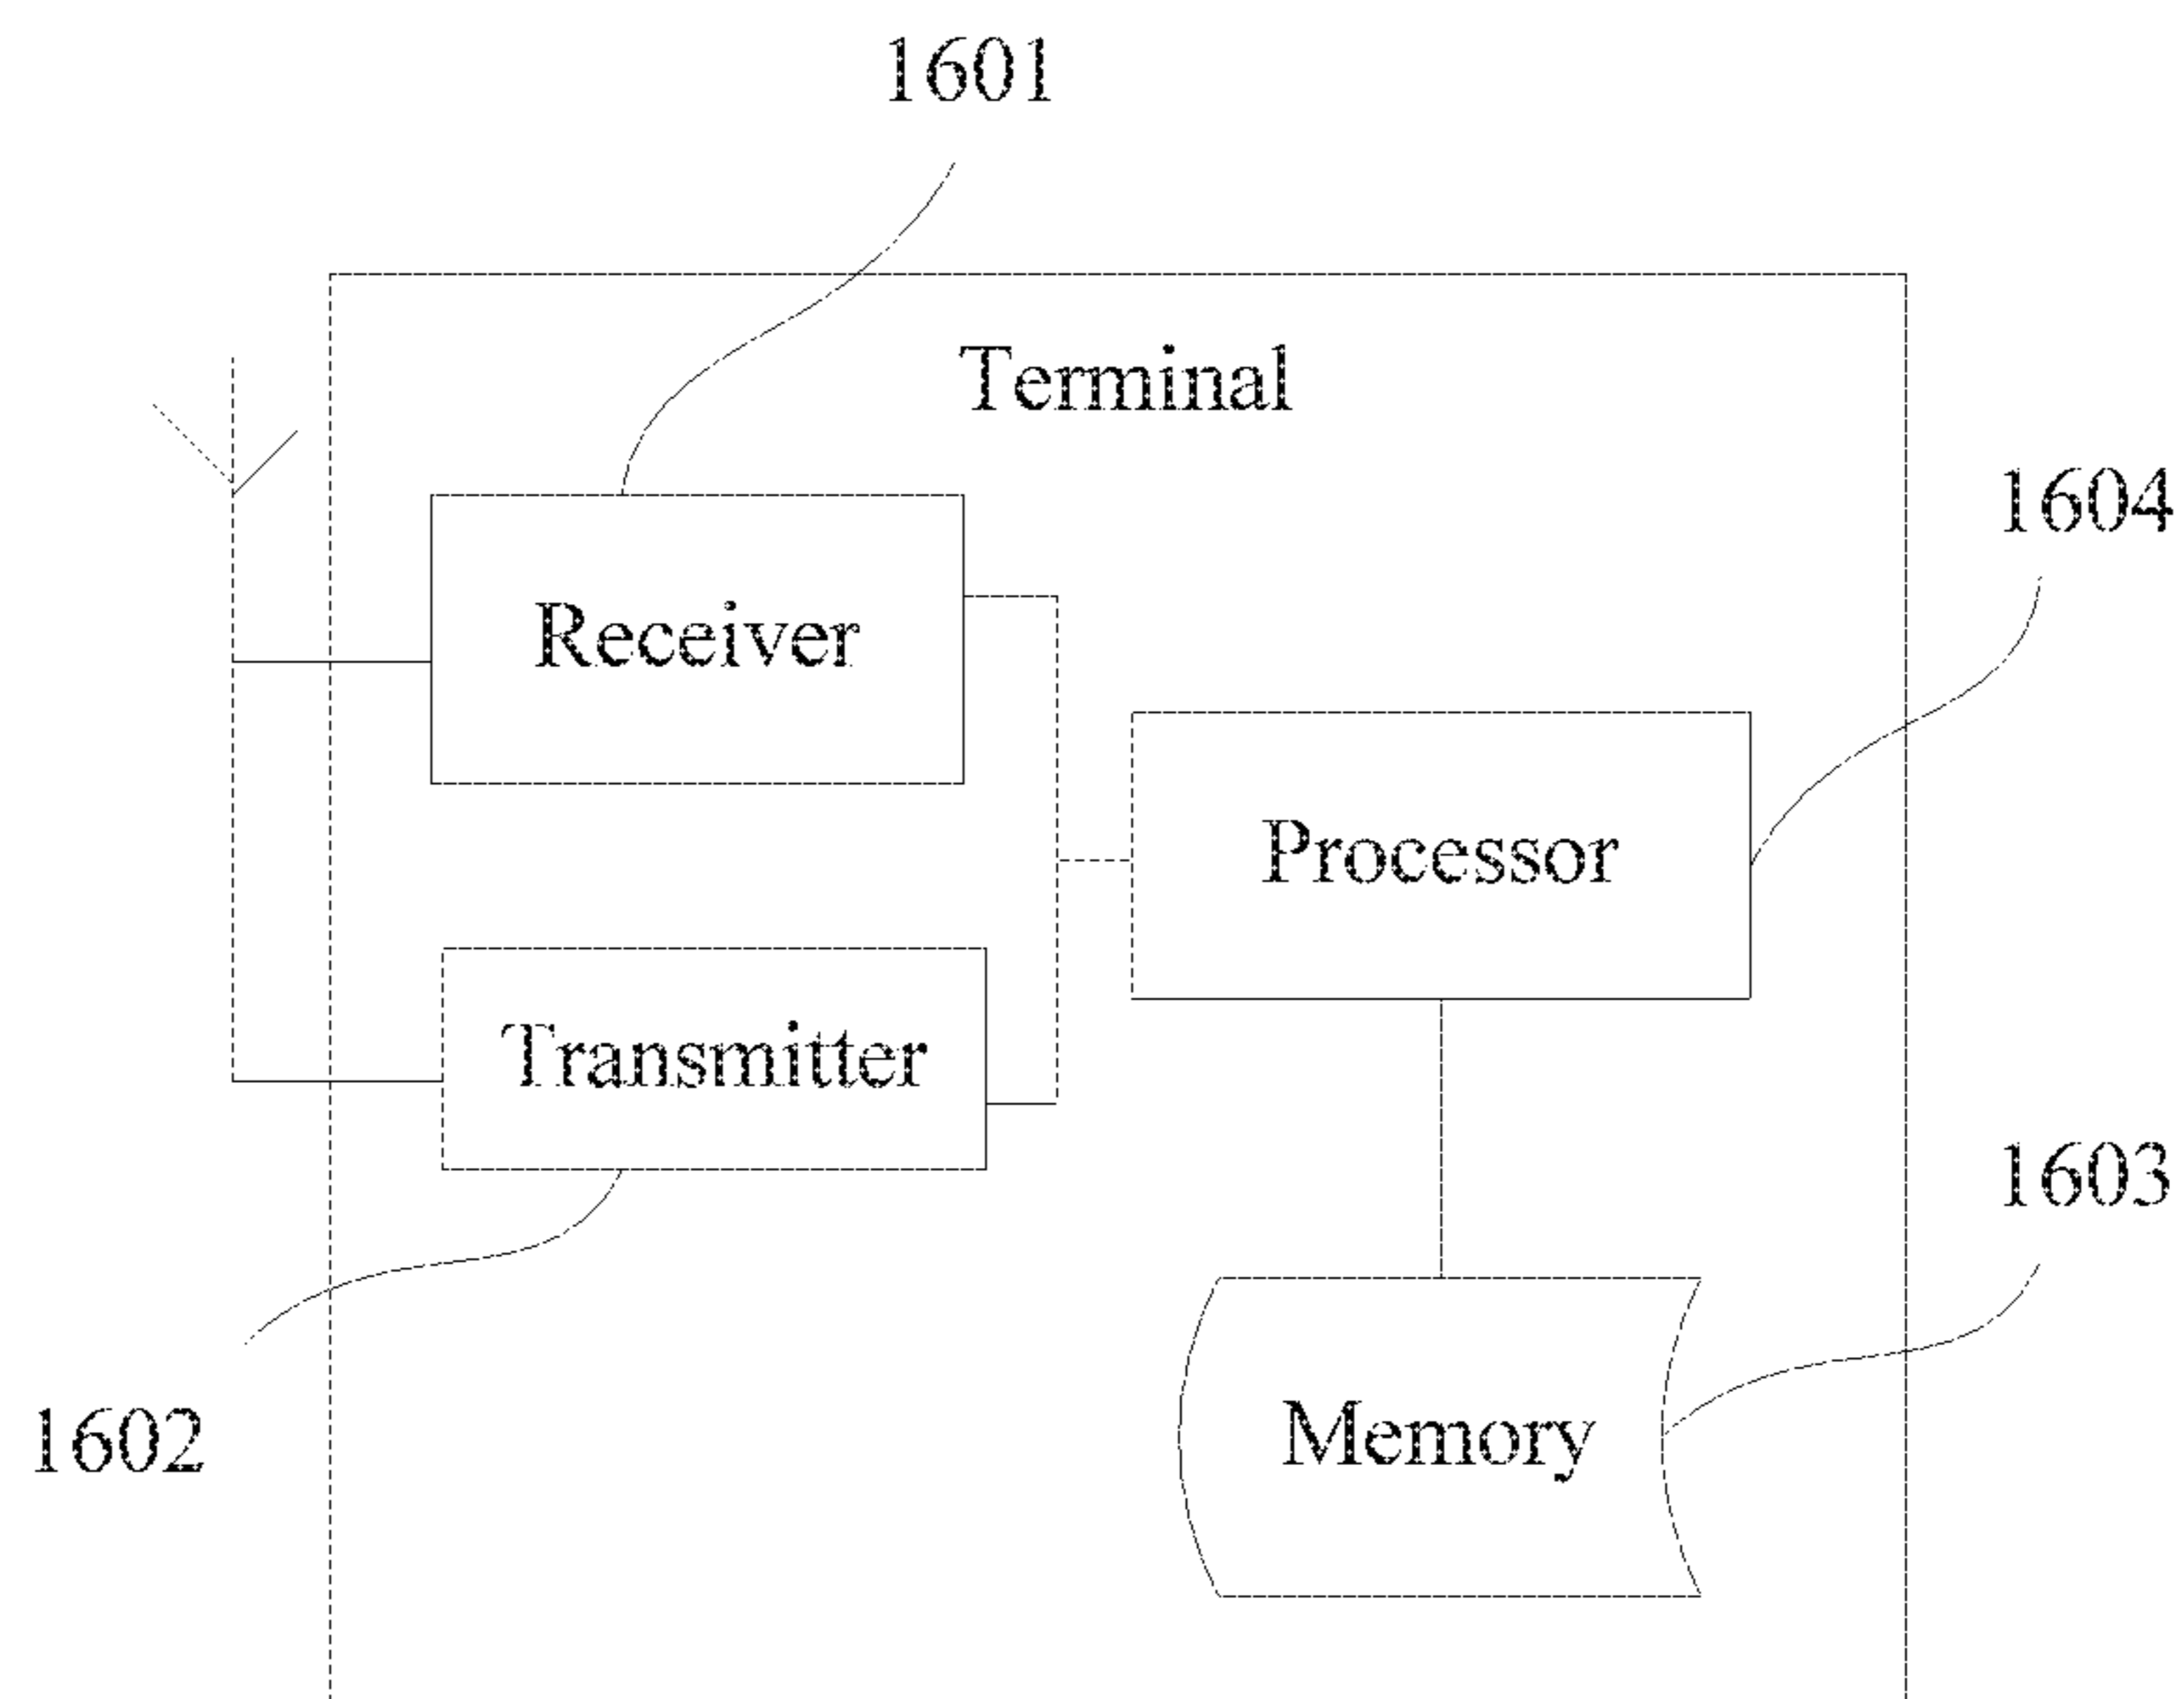 1601
Terminal
1604
Receiver
Processor
Transmitter
1603
Memory
1602